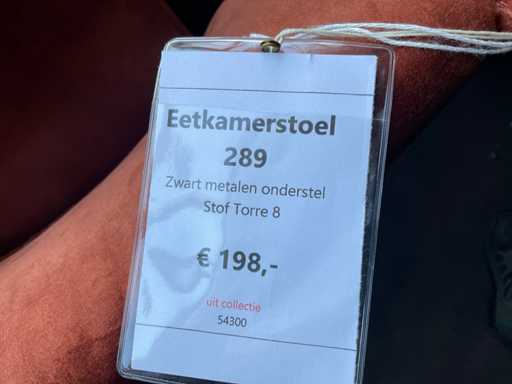 Eetkamerstoel
289
Zwart metalen onderstel
Stof Torre 8
€ 198,-
uit collectie
54300